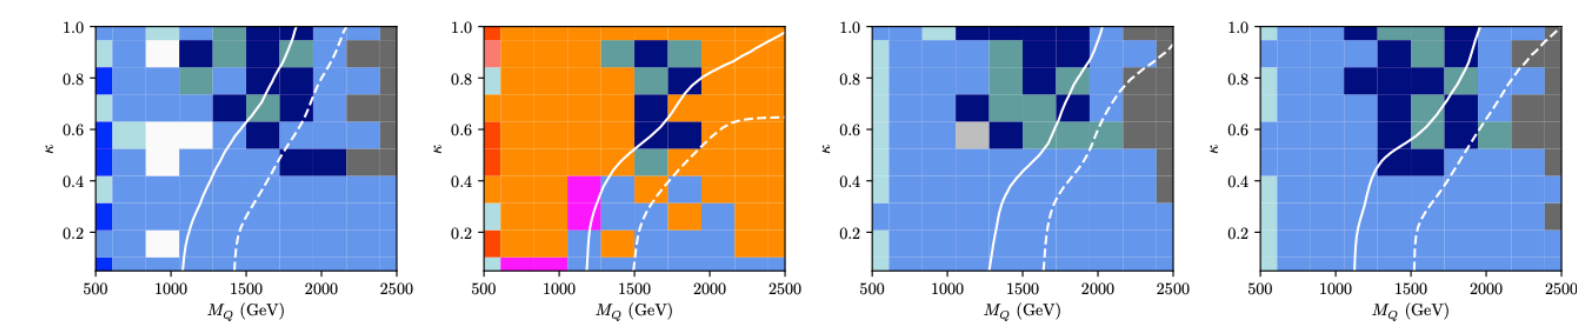 1.0 1.0 1.0 1.0
0.8 0.8 0.8 0.8
0.6 0.6 0.6 0.6
κ κ κ κ
0.4 0.4 0.4 0.4
0.2 0.2 0.2 0.2
500 1000 1500 2000 2500 500 1000 1500 2000 2500 500 1000 1500 2000 2500 500 1000 1500 2000 2500
M_Q (GeV) M_Q (GeV) M_Q (GeV) M_Q (GeV)